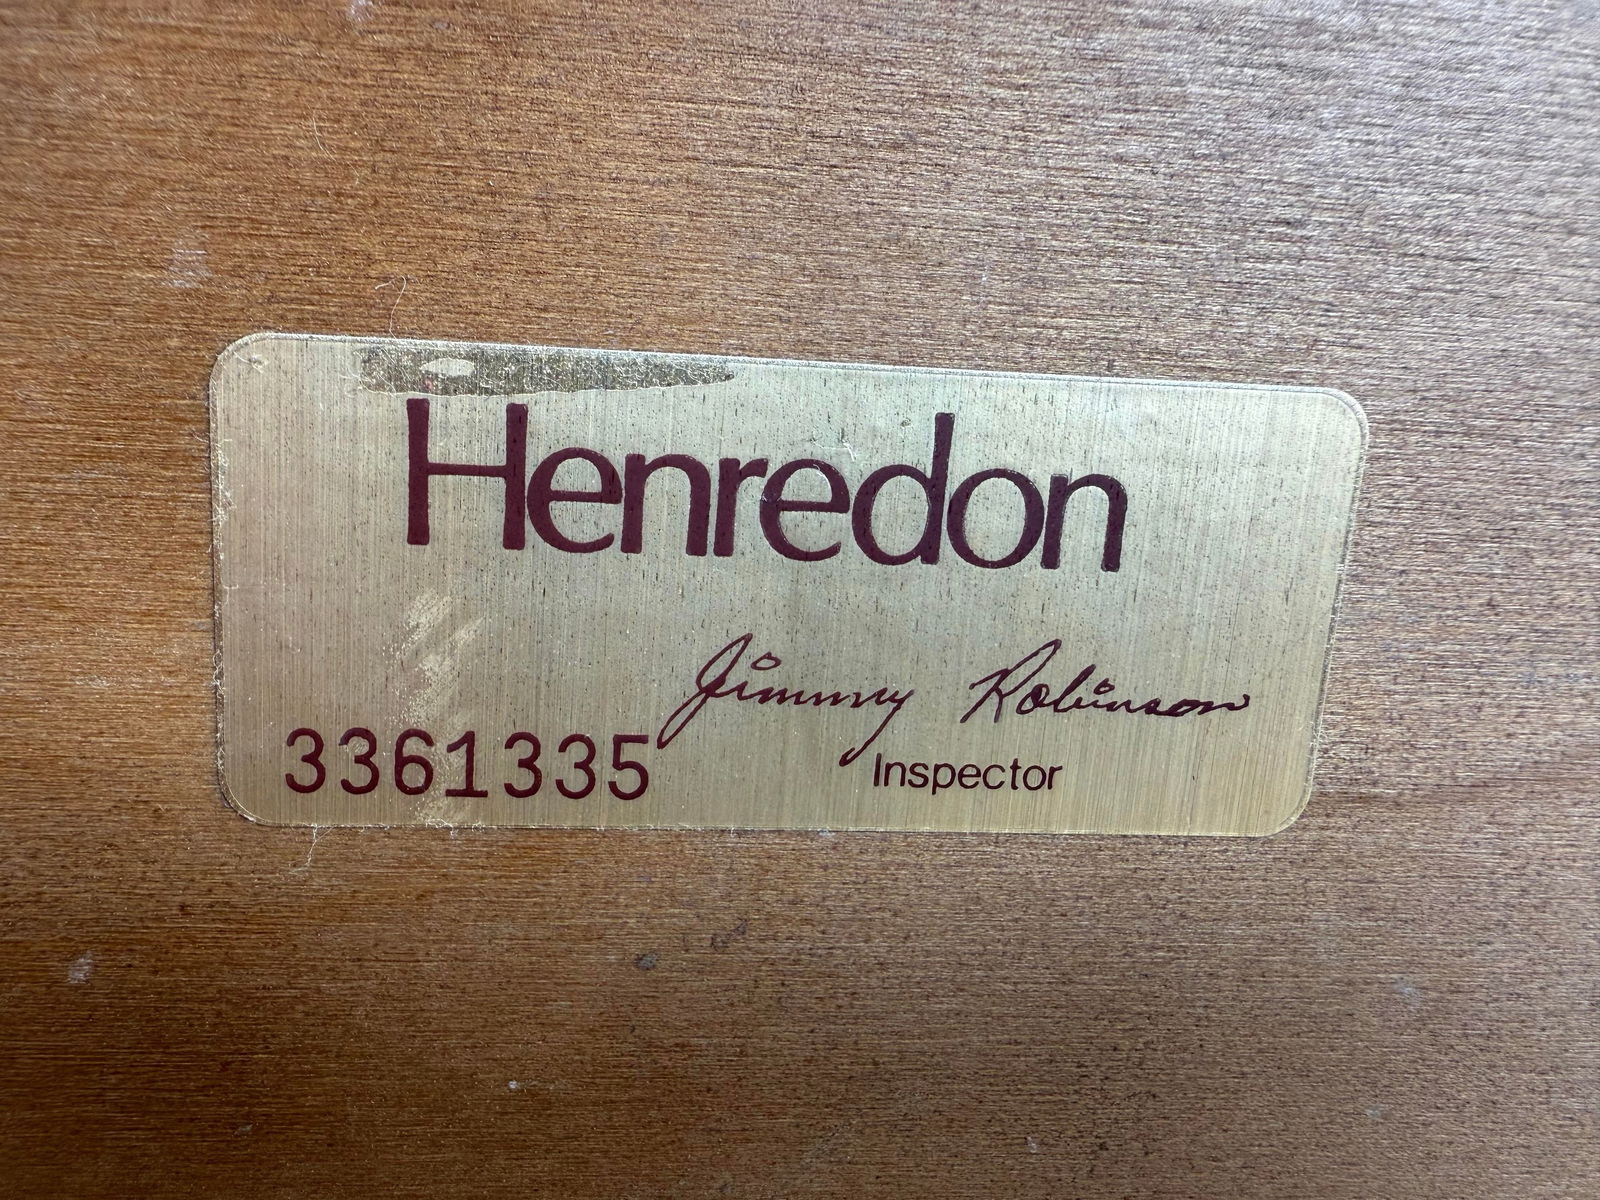 Henredon
Jimmy Robinson
3361335
Inspector